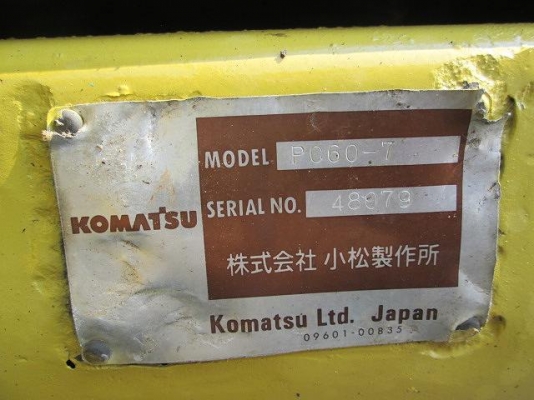 MODEL PC60-7
KOMATSU
SERIAL NO. 48079
株式会社 小松製作所
Komatsu Ltd. Japan
09601-00835